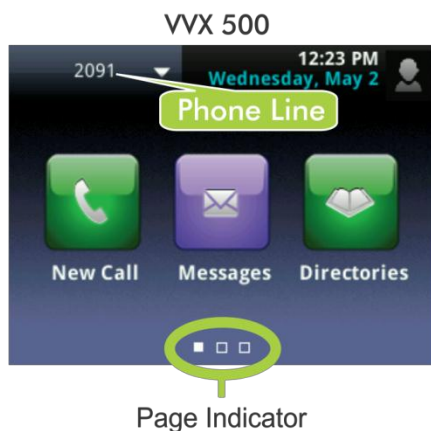 VVX 500
2091
12:23 PM
Wednesday, May 2
Phone Line
New Call
Messages
Directories
Page Indicator